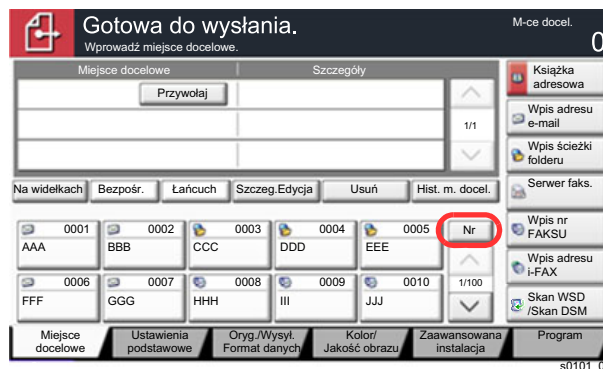 Gotowa do wysłania.
Wprowadź miejsce docelowe.
M-ce docel.
0
Miejsce docelowe
Szczegóły
Przywołaj
1/1
Książka
adresowa
Wpis adresu
e-mail
Wpis ścieżki
folderu
Serwer faks.
Wpis nr
FAKSU
Wpis adresu
i-FAX
Skan WSD
/Skan DSM
Na widełkach
Bezpośr.
Łańcuch
Szczeg.Edycja
Usuń
Hist. m. docel.
0001
AAA
0002
BBB
0003
CCC
0004
DDD
0005
EEE
Nr
0006
FFF
0007
GGG
0008
HHH
0009
III
0010
JJJ
1/100
Miejsce
docelowe
Ustawienia
podstawowe
Oryg./Wysył.
Format danych
Kolor/
Jakość obrazu
Zaawansowana
instalacja
Program
s0101_0